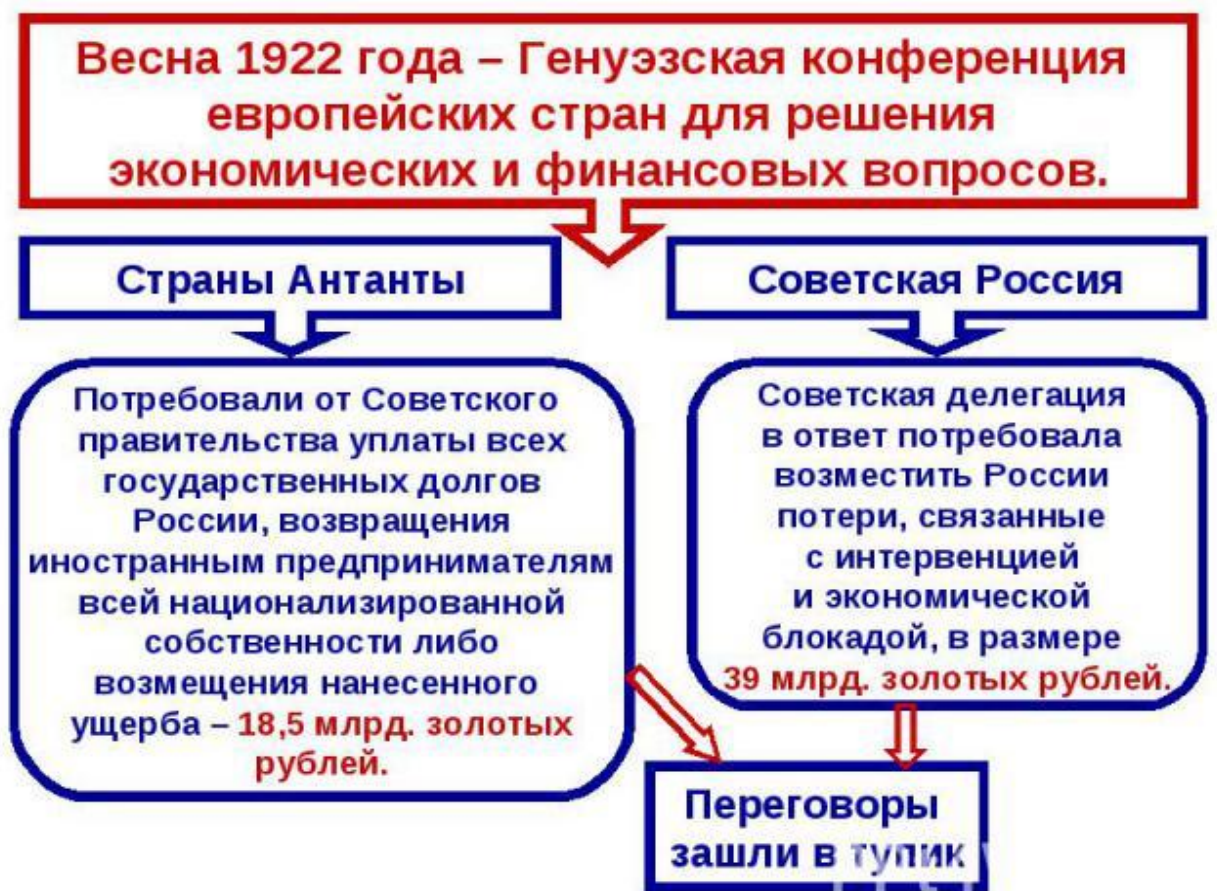 Весна 1922 года – Генуэзская конференция
европейских стран для решения
экономических и финансовых вопросов.
Страны Антанты
Потребовали от Советского
правительства уплаты всех
государственных долгов
России, возвращения
иностранным предпринимателям
всей национализированной
собственности либо
возмещения нанесенного
ущерба – 18,5 млрд. золотых
рублей.
Советская Россия
Советская делегация
в ответ потребовала
возместить России
потери, связанные
с интервенцией
и экономической
блокадой, в размере
39 млрд. золотых рублей.
Переговоры
зашли в тупик